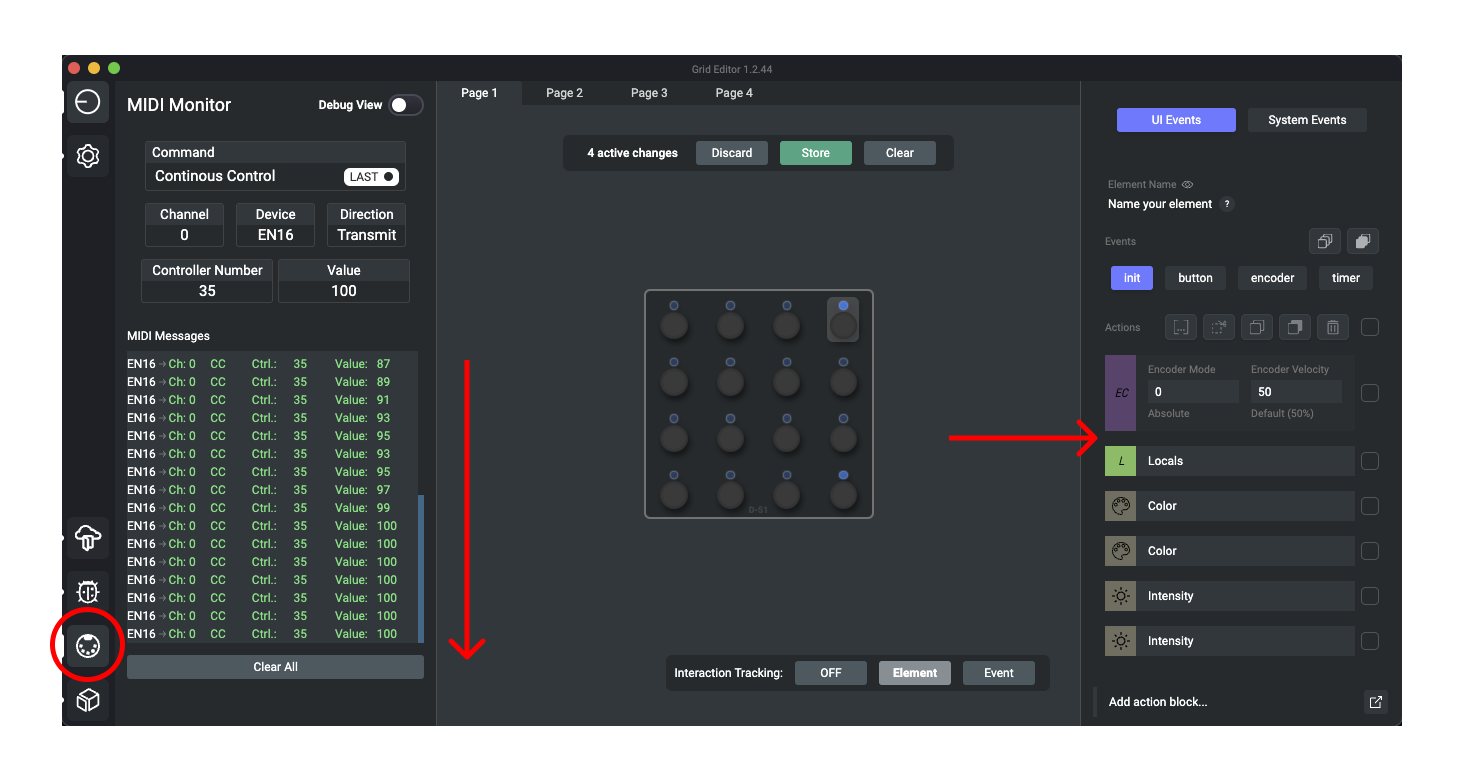 Grid Editor 1.2.44
MIDI Monitor
Debug View
Command
Continous Control
LAST
Channel
0
Device
EN16
Direction
Transmit
Controller Number
35
Value
100
MIDI Messages
EN16 → Ch: 0 CC Ctrl.: 35 Value: 87
EN16 → Ch: 0 CC Ctrl.: 35 Value: 89
EN16 → Ch: 0 CC Ctrl.: 35 Value: 91
EN16 → Ch: 0 CC Ctrl.: 35 Value: 93
EN16 → Ch: 0 CC Ctrl.: 35 Value: 95
EN16 → Ch: 0 CC Ctrl.: 35 Value: 93
EN16 → Ch: 0 CC Ctrl.: 35 Value: 95
EN16 → Ch: 0 CC Ctrl.: 35 Value: 97
EN16 → Ch: 0 CC Ctrl.: 35 Value: 99
EN16 → Ch: 0 CC Ctrl.: 35 Value: 100
EN16 → Ch: 0 CC Ctrl.: 35 Value: 100
EN16 → Ch: 0 CC Ctrl.: 35 Value: 100
EN16 → Ch: 0 CC Ctrl.: 35 Value: 100
EN16 → Ch: 0 CC Ctrl.: 35 Value: 100
EN16 → Ch: 0 CC Ctrl.: 35 Value: 100
EN16 → Ch: 0 CC Ctrl.: 35 Value: 100
Clear All
Page 1 Page 2 Page 3 Page 4
4 active changes Discard Store Clear
D-S1
Interaction Tracking: OFF Element Event
UI Events System Events
Element Name
Name your element ?
Events
init button encoder timer
Actions
EC
Encoder Mode Encoder Velocity
0 50
Absolute Default (50%)
L Locals
Color
Color
Intensity
Intensity
Add action block...